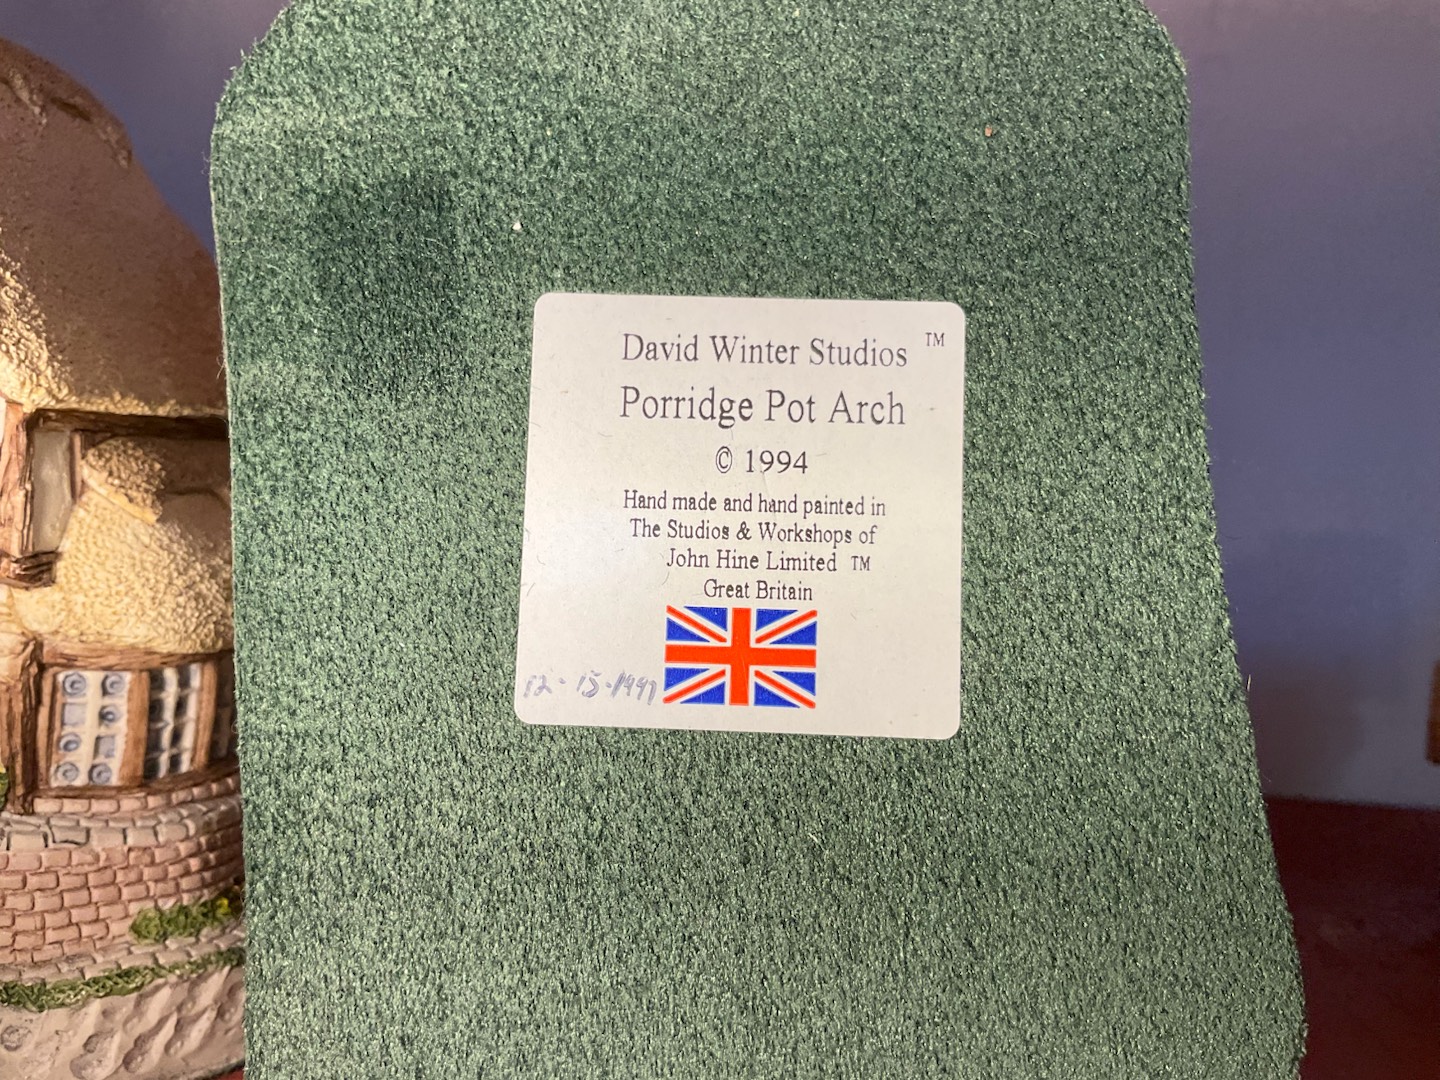 David Winter Studios ™
Porridge Pot Arch
© 1994
Hand made and hand painted in
The Studios & Workshops of
John Hine Limited ™
Great Britain
12-15-1997